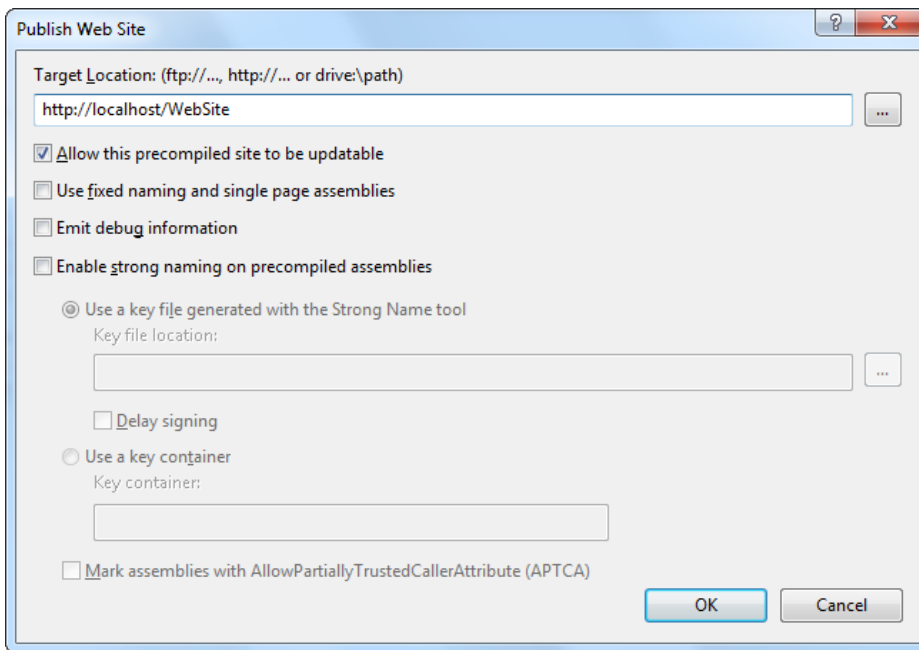 Publish Web Site
Target Location: (ftp://..., http://... or drive:\path)
http://localhost/WebSite
...
Allow this precompiled site to be updatable
Use fixed naming and single page assemblies
Emit debug information
Enable strong naming on precompiled assemblies
Use a key file generated with the Strong Name tool
Key file location:
...
Delay signing
Use a key container
Key container:
Mark assemblies with AllowPartiallyTrustedCallerAttribute (APTCA)
OK Cancel